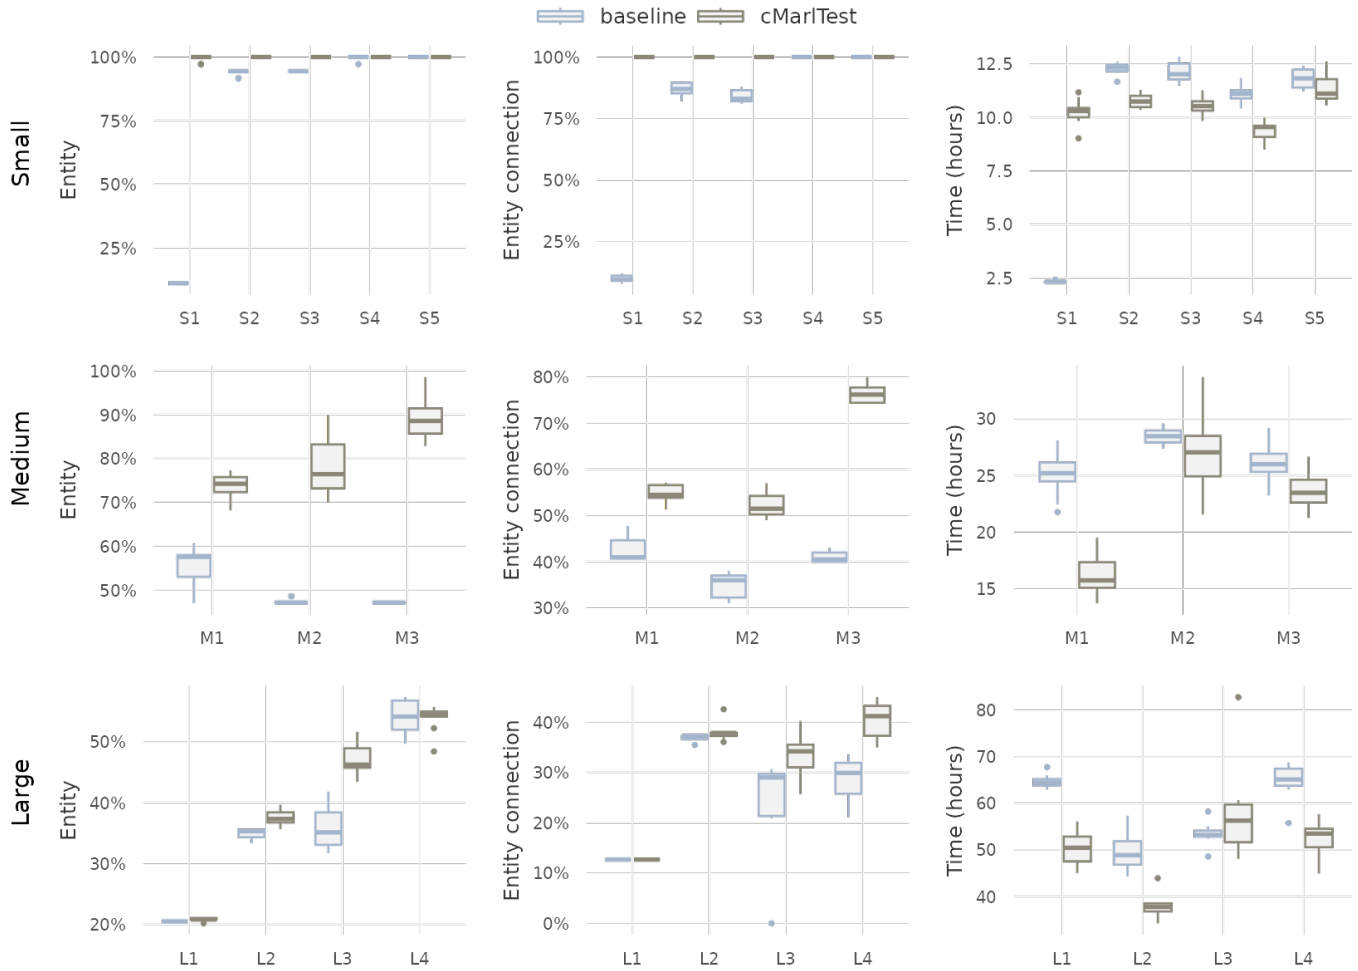 baseline cMarlTest
Small
Entity
100%
75%
50%
25%
S1 S2 S3 S4 S5
Entity connection
100%
75%
50%
25%
S1 S2 S3 S4 S5
Time (hours)
12.5
10.0
7.5
5.0
2.5
S1 S2 S3 S4 S5
Medium
Entity
100%
90%
80%
70%
60%
50%
M1 M2 M3
Entity connection
80%
70%
60%
50%
40%
30%
M1 M2 M3
Time (hours)
30
25
20
15
M1 M2 M3
Large
Entity
50%
40%
30%
20%
L1 L2 L3 L4
Entity connection
40%
30%
20%
10%
0%
L1 L2 L3 L4
Time (hours)
80
70
60
50
40
L1 L2 L3 L4